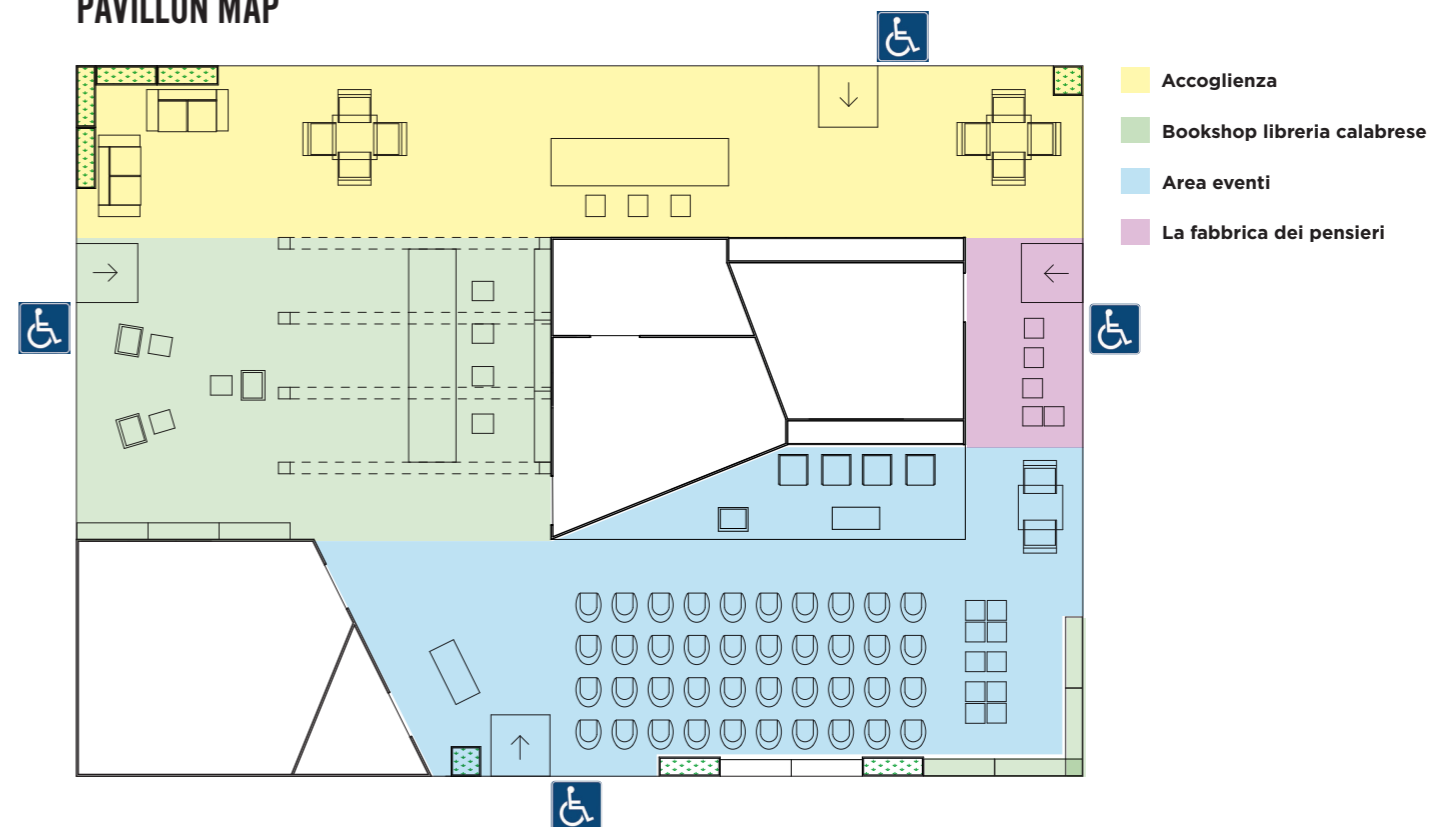 PAVILLON MAP
Accoglienza
Bookshop libreria calabrese
Area eventi
La fabbrica dei pensieri